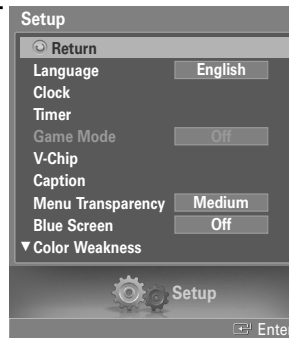 Setup
Return
Language English
Clock
Timer
Game Mode Off
V-Chip
Caption
Menu Transparency Medium
Blue Screen Off
▼Color Weakness
Setup
Enter